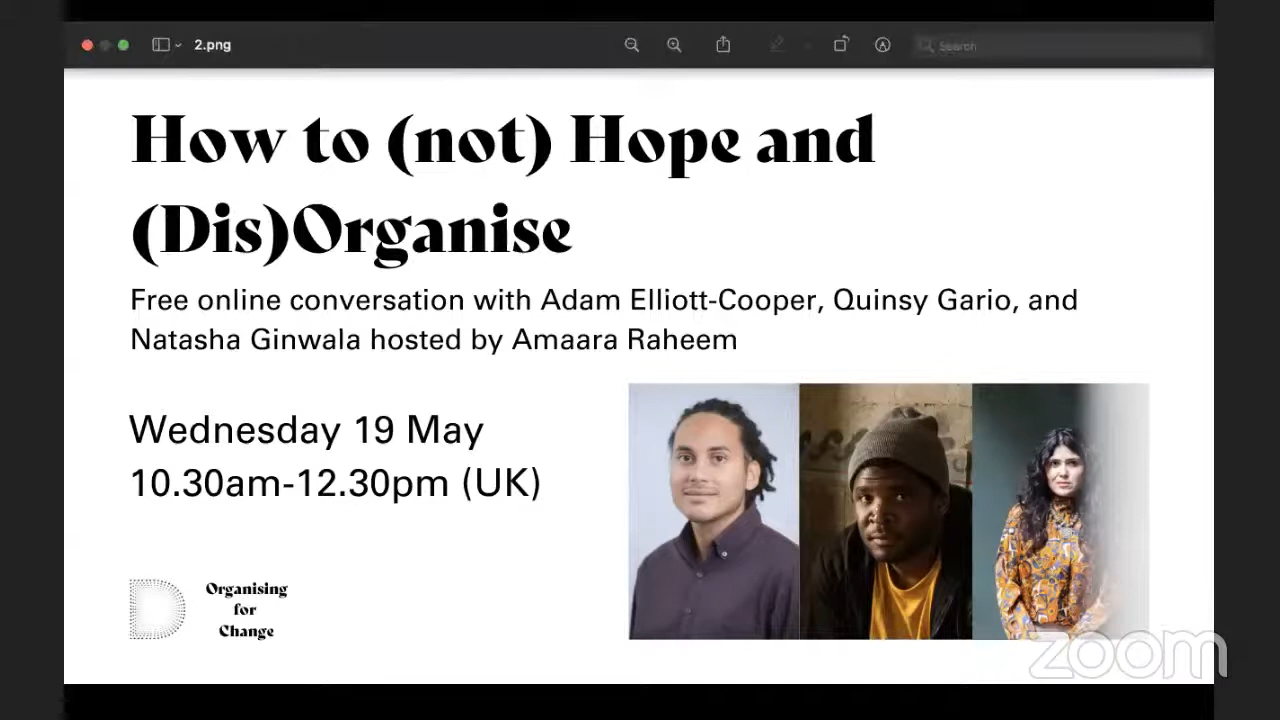 2.png
Search
How to (not) Hope and
(Dis)Organise
Free online conversation with Adam Elliott-Cooper, Quinsy Gario, and
Natasha Ginwala hosted by Amaara Raheem
Wednesday 19 May
10.30am-12.30pm (UK)
Organising
for
Change
zoom